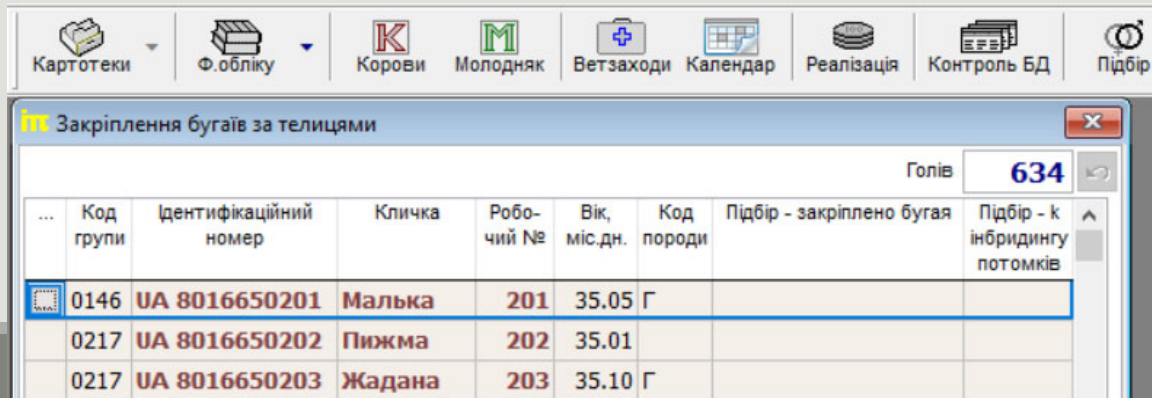 Картотеки Ф.обліку Корови Молодняк Ветзаходи Календар Реалізація Контроль БД Підбір
Закріплення бугаїв за телицями
Голів 634
... Код групи Ідентифікаційний номер Кличка Робо-чий № Вік, міс.дн. Код породи Підбір - закріплено бугая Підбір - k інбридингу потомків
0146 UA 8016650201 Малька 201 35.05 Г
0217 UA 8016650202 Пижма 202 35.01
0217 UA 8016650203 Жадана 203 35.10 Г